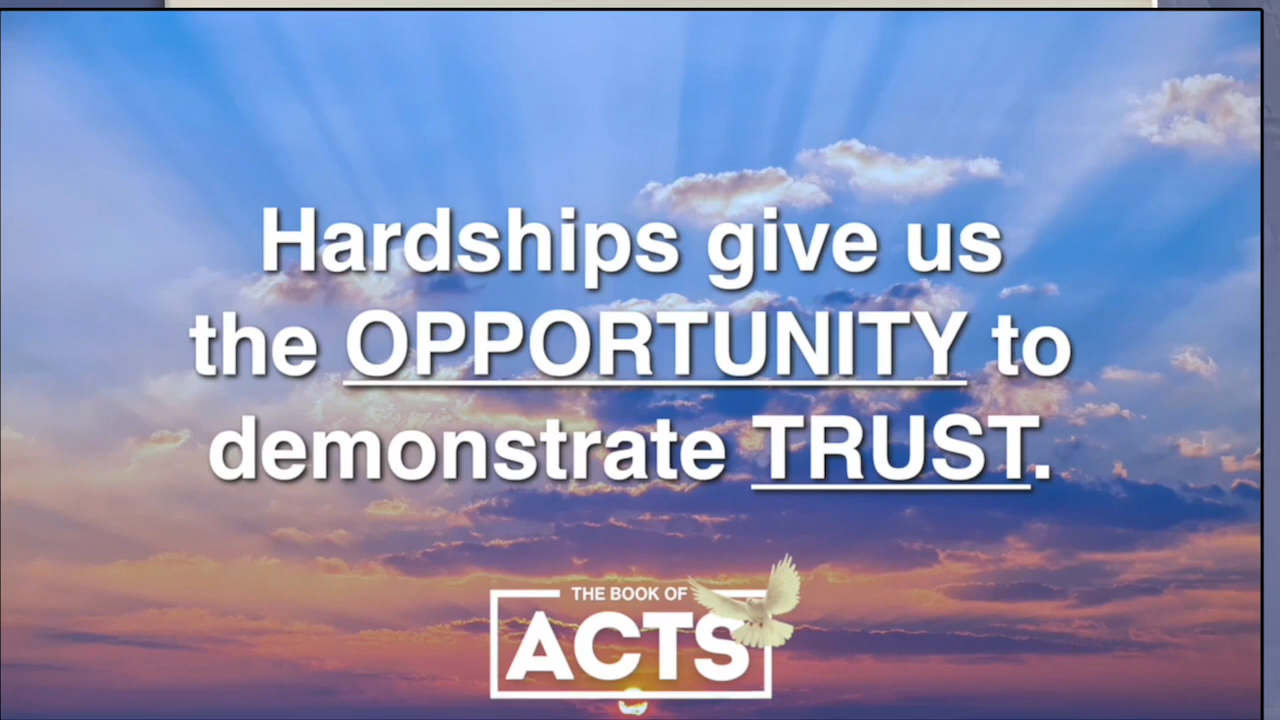 Hardships give us
the OPPORTUNITY to
demonstrate TRUST.
THE BOOK OF
ACTS